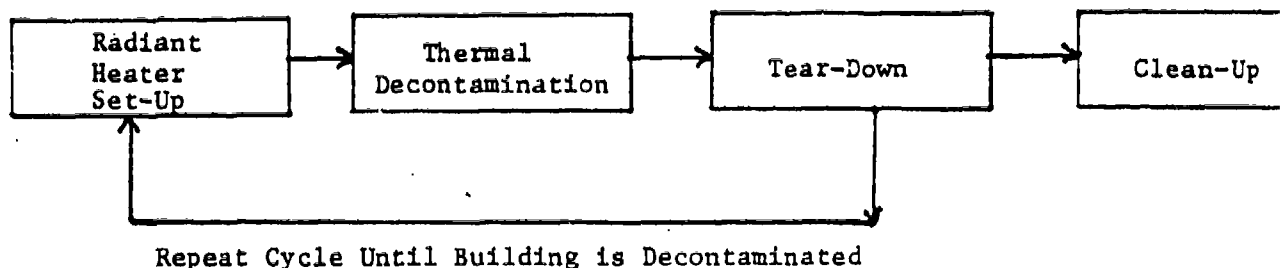 Radiant
Heater
Set-Up
Thermal
Decontamination
Tear-Down
Clean-Up
Repeat Cycle Until Building is Decontaminated